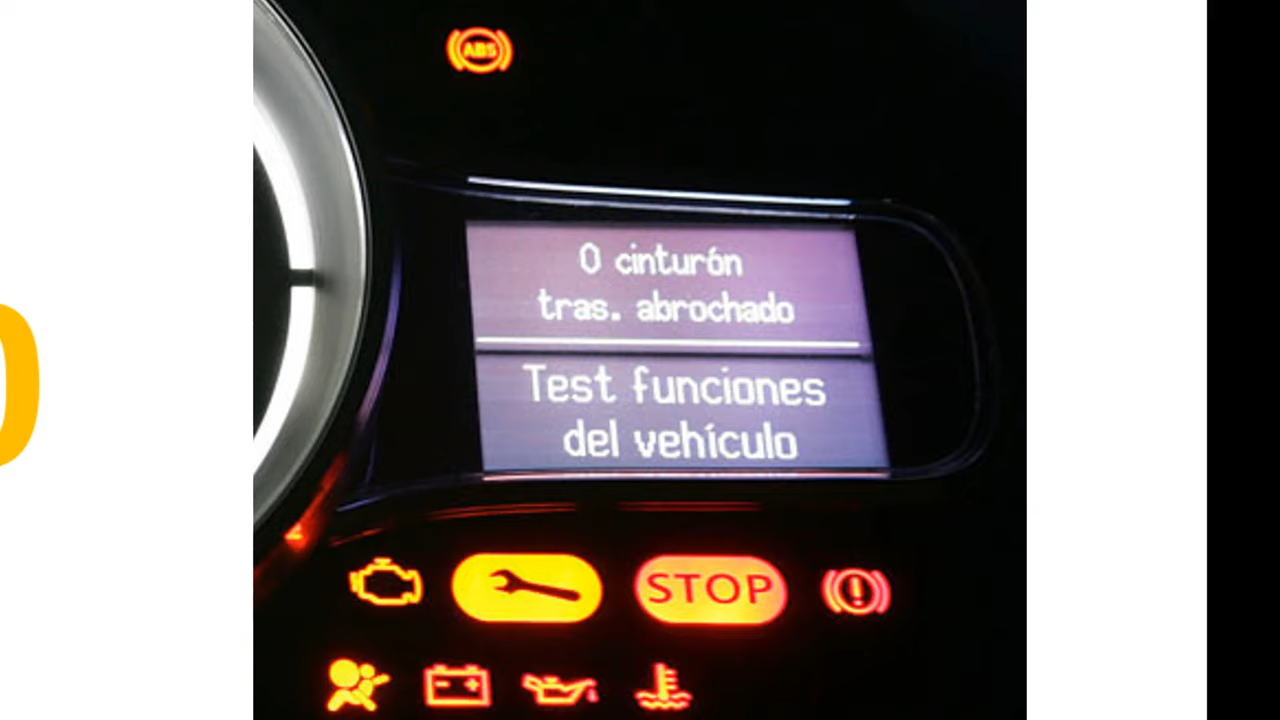 ABS
0 cinturón
tras. abrochado
Test funciones
del vehículo
STOP